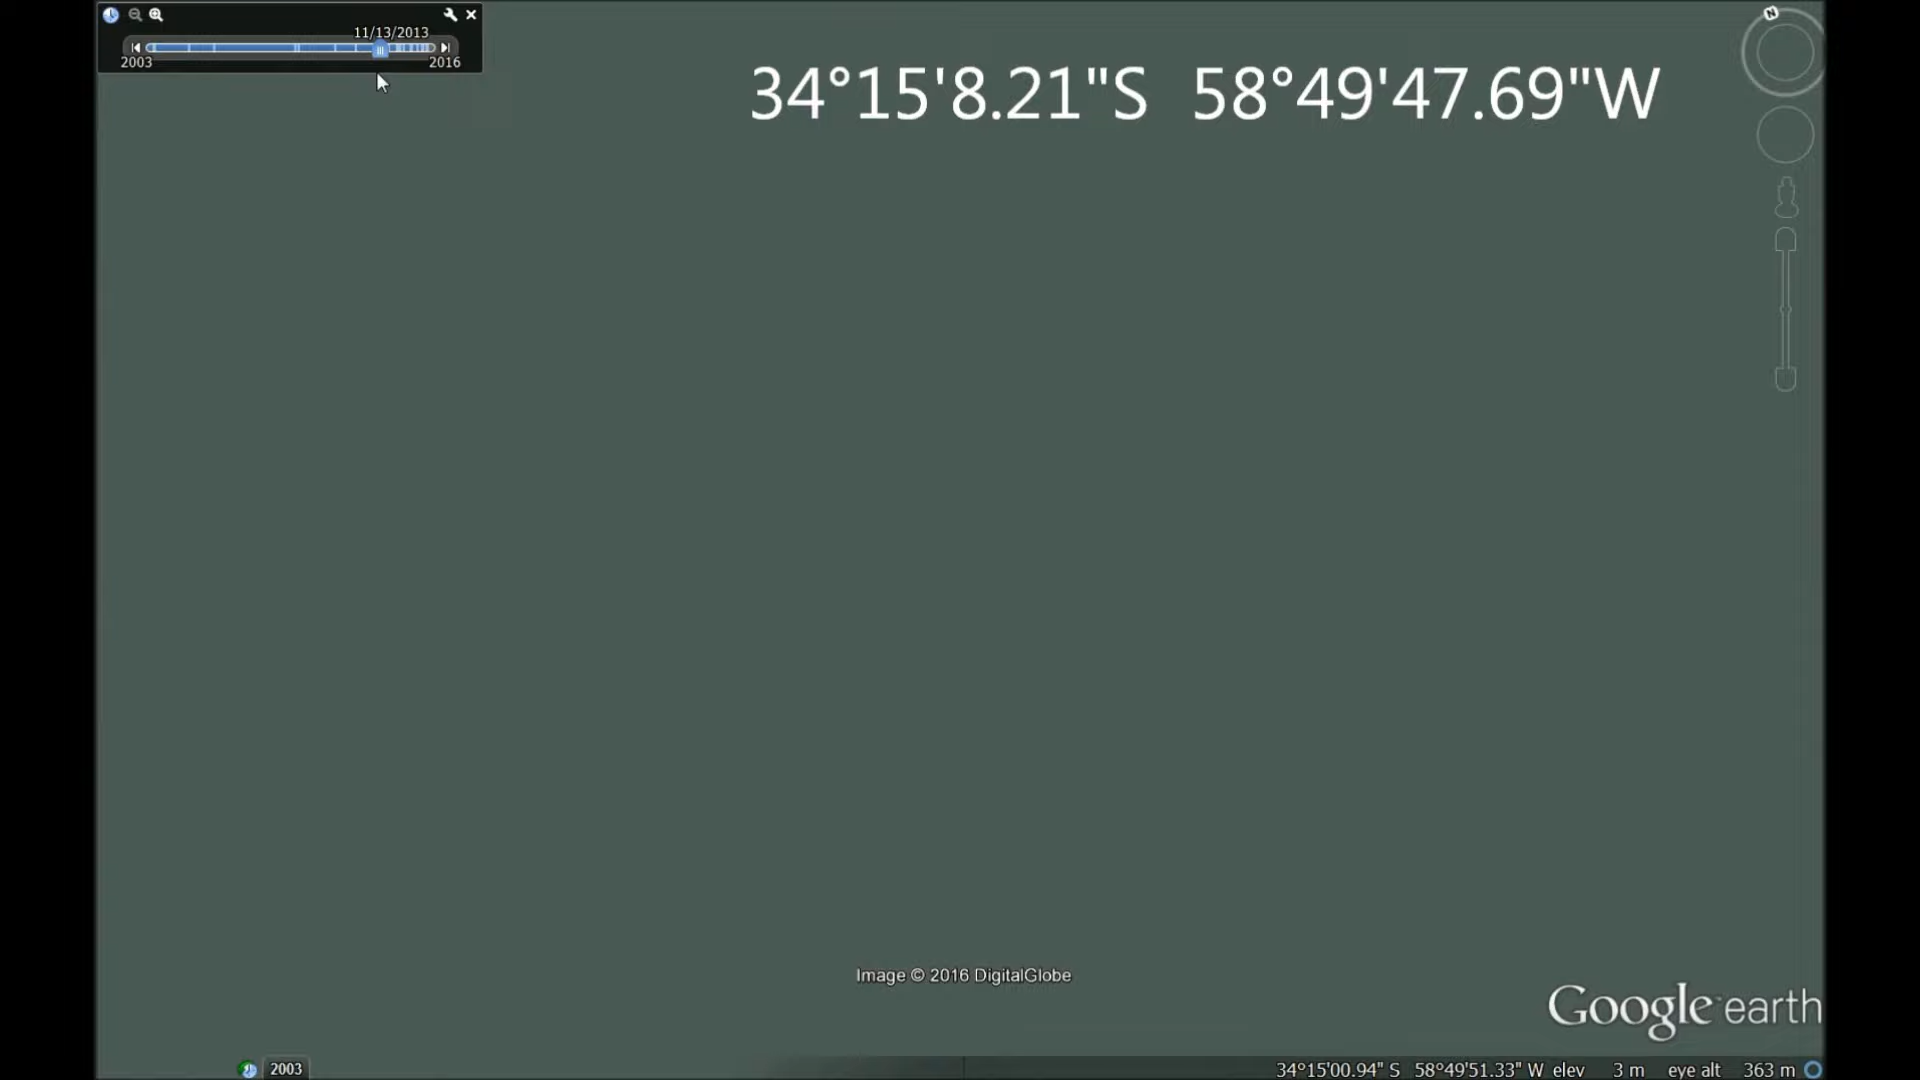 11/13/2013
2003
2016
34°15'8.21"S 58°49'47.69"W
N
Image © 2016 DigitalGlobe
Google earth
2003
34°15'00.94" S 58°49'51.33" W elev 3 m eye alt 363 m